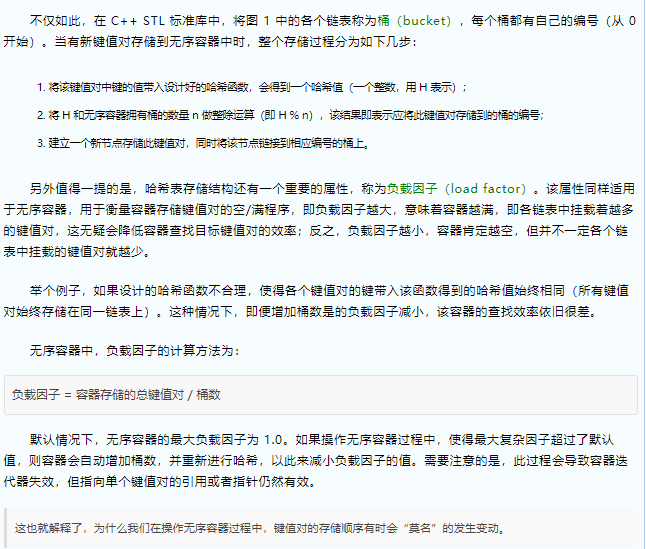 不仅如此，在 C++ STL 标准库中，将图 1 中的各个链表称为桶（bucket），每个桶都有自己的编号（从 0
开始）。当有新键值对存储到无序容器中时，整个存储过程分为如下几步：
1. 将该键值对中键的值带入设计好的哈希函数，会得到一个哈希值（一个整数，用 H 表示）；
2. 将 H 和无序容器拥有桶的数量 n 做整除运算（即 H % n），该结果即表示应将此键值对存储到的桶的编号；
3. 建立一个新节点存储此键值对，同时将该节点链接到相应编号的桶上。
另外值得一提的是，哈希表存储结构还有一个重要的属性，称为负载因子（load factor）。该属性同样适用
于无序容器，用于衡量容器存储键值对的空/满程序，即负载因子越大，意味着容器越满，即各链表中挂载着越多
的键值对，这无疑会降低容器查找目标键值对的效率；反之，负载因子越小，容器肯定越空，但并不一定各个链
表中挂载的键值对就越少。
举个例子，如果设计的哈希函数不合理，使得各个键值对的键带入该函数得到的哈希值始终相同（所有键值
对始终存储在同一链表上）。这种情况下，即便增加桶数是的负载因子减小，该容器的查找效率依旧很差。
无序容器中，负载因子的计算方法为：
负载因子 = 容器存储的总键值对 / 桶数
默认情况下，无序容器的最大负载因子为 1.0。如果操作无序容器过程中，使得最大复杂因子超过了默认
值，则容器会自动增加桶数，并重新进行哈希，以此来减小负载因子的值。需要注意的是，此过程会导致容器迭
代器失效，但指向单个键值对的引用或者指针仍然有效。
这也就解释了，为什么我们在操作无序容器过程中，键值对的存储顺序有时会“莫名”的发生变动。